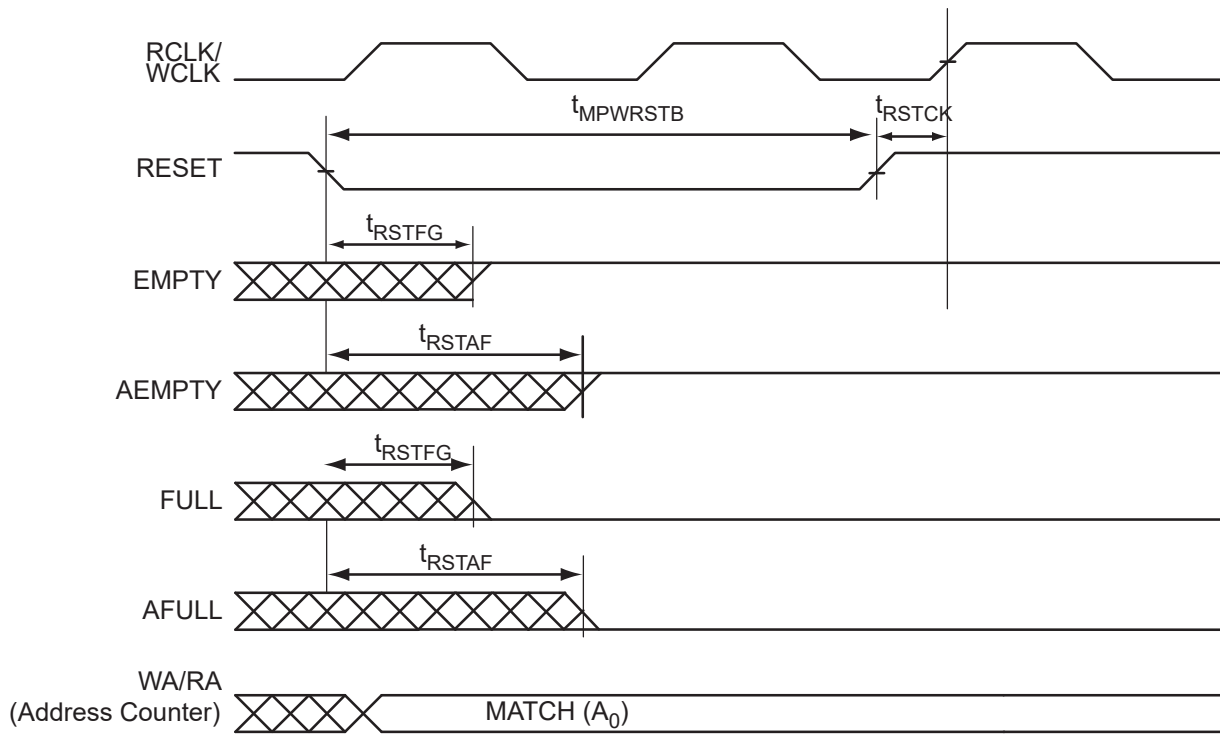 RCLK/
WCLK
tMPWRSTB
tRSTCK
RESET
tRSTFG
EMPTY
tRSTAF
AEMPTY
tRSTFG
FULL
tRSTAF
AFULL
WA/RA
(Address Counter)
MATCH (A0)